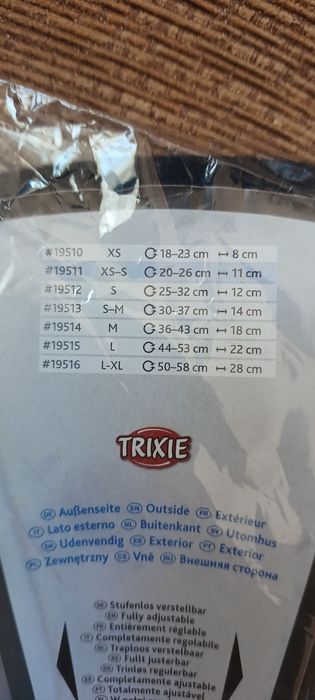 #19510 XS 18–23 cm ↔ 8 cm
#19511 XS–S 20–26 cm ↔ 11 cm
#19512 S 25–32 cm ↔ 12 cm
#19513 S–M 30–37 cm ↔ 14 cm
#19514 M 36–43 cm ↔ 18 cm
#19515 L 44–53 cm ↔ 22 cm
#19516 L-XL 50–58 cm ↔ 28 cm
TRIXIE
DE Außenseite EN Outside FR Extérieur
IT Lato esterno NL Buitenkant SV Utomhus
DA Udenvendig ES Exterior PT Exterior
PL Zewnętrzny CS Vně RU Внешняя сторона
DE Stufenlos verstellbar
EN Fully adjustable
FR Entièrement réglable
IT Completamente regolabile
NL Traploos verstelbaar
SV Fullt justerbar
DA Trinløs regulerbar
ES Completamente ajustable
PT Totalmente ajustável